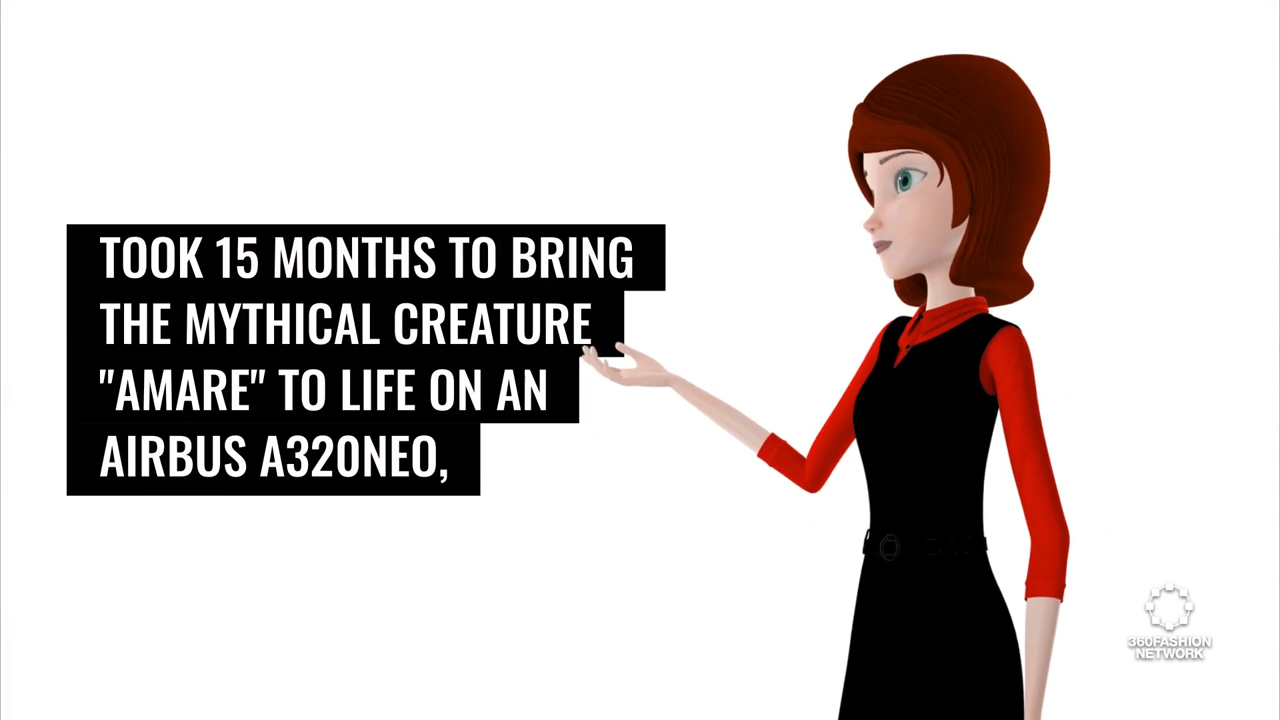 TOOK 15 MONTHS TO BRING
THE MYTHICAL CREATURE
"AMARE" TO LIFE ON AN
AIRBUS A320NEO,
360FASHION
NETWORK